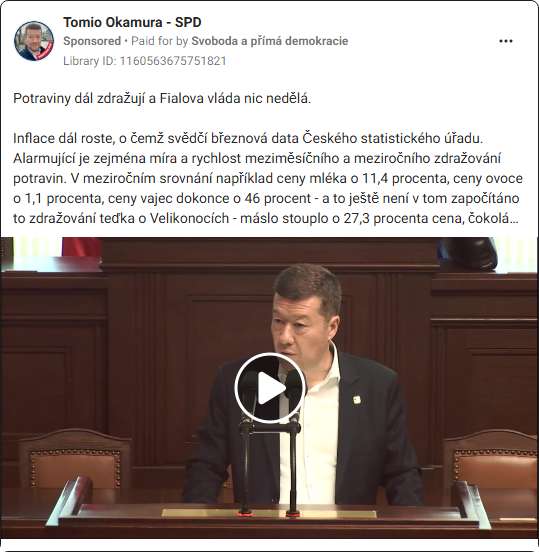 Tomio Okamura - SPD
Sponsored • Paid for by Svoboda a přímá demokracie
Library ID: 1160563675751821
Potraviny dál zdražují a Fialova vláda nic nedělá.
Inflace dál roste, o čemž svědčí březnová data Českého statistického úřadu.
Alarmující je zejména míra a rychlost meziměsíčního a meziročního zdražování
potravin. V meziročním srovnání například ceny mléka o 11,4 procenta, ceny ovoce
o 1,1 procenta, ceny vajec dokonce o 46 procent - a to ještě není v tom započítáno
to zdražování teďka o Velikonocích - máslo stouplo o 27,3 procenta cena, čokolá...